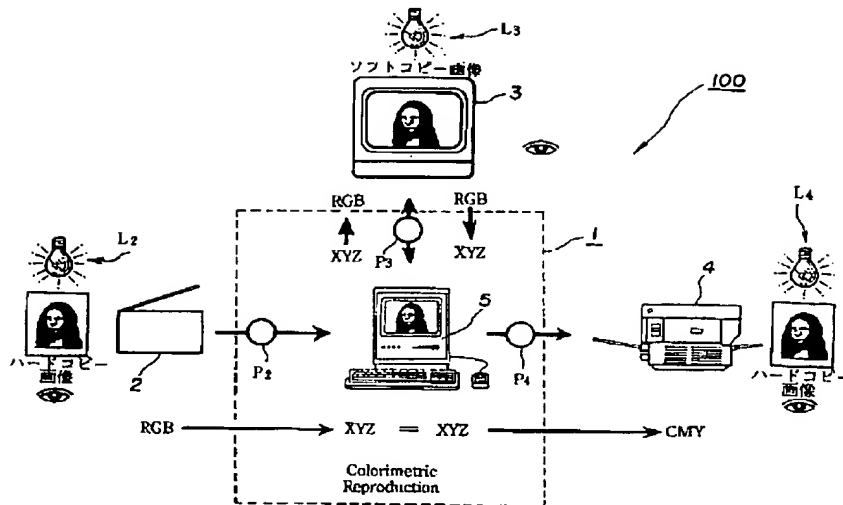 L3
ソフトコピー画像
3
100
RGB
RGB
L4
L2
XYZ
P3
XYZ
1
4
5
ハードコピー
画像
2
P2
P4
ハードコピー
画像
RGB
XYZ = XYZ
CMY
Colorimetric
Reproduction